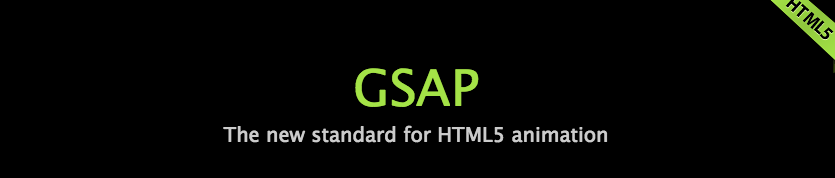 HTML5
GSAP
The new standard for HTML5 animation